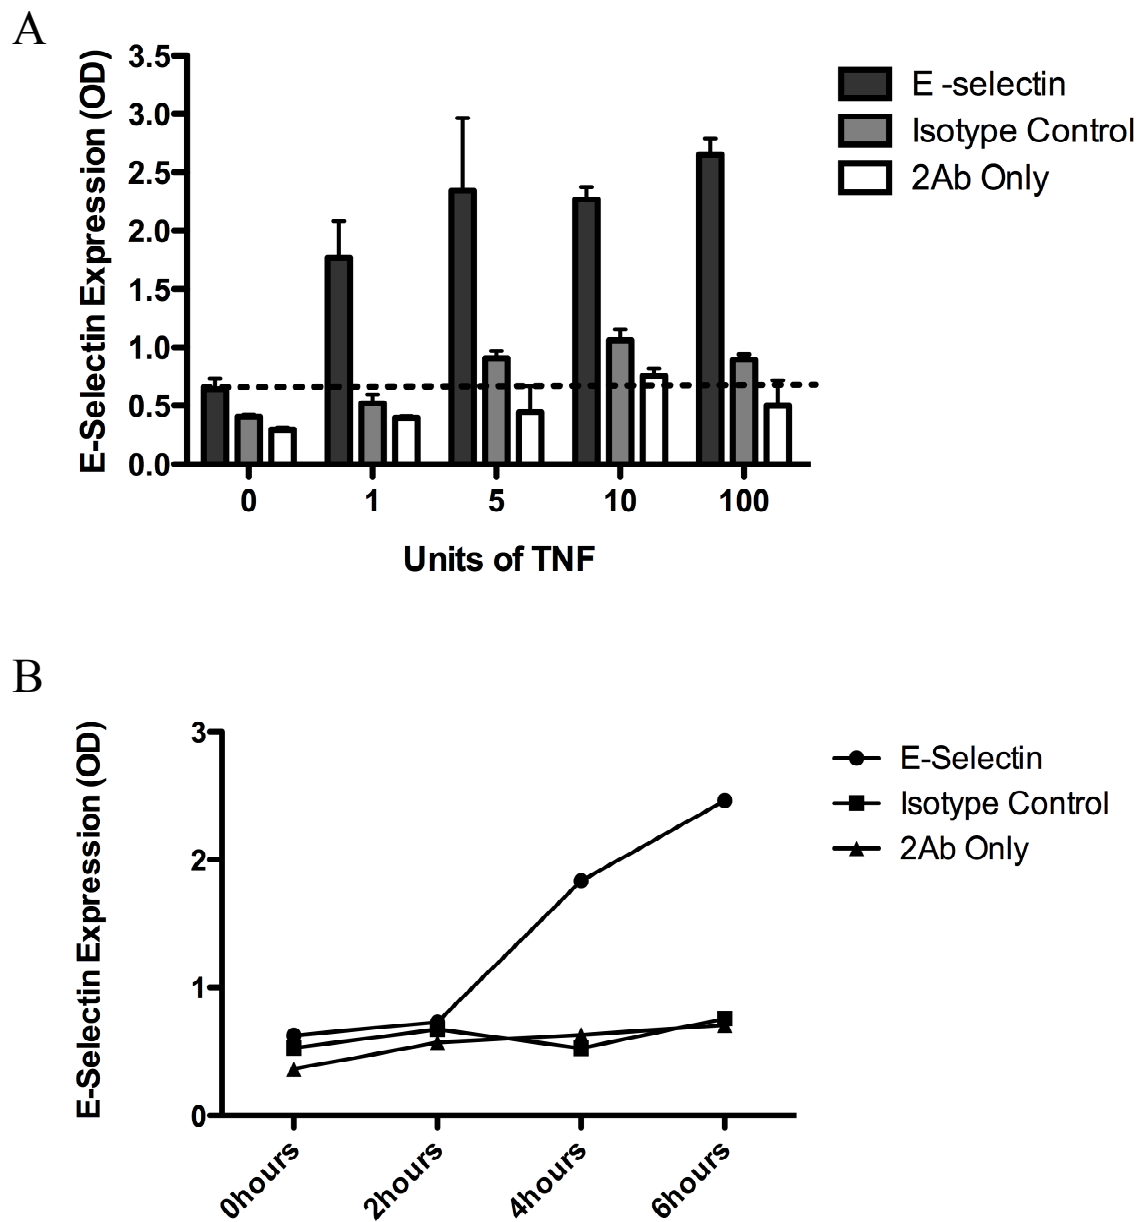 A
E-Selectin Expression (OD)
3.5
3.0
2.5
2.0
1.5
1.0
0.5
0.0
0 1 5 10 100
Units of TNF
E -selectin
Isotype Control
2Ab Only
B
E-Selectin Expression (OD)
3
2
1
0
0hours 2hours 4hours 6hours
E-Selectin
Isotype Control
2Ab Only